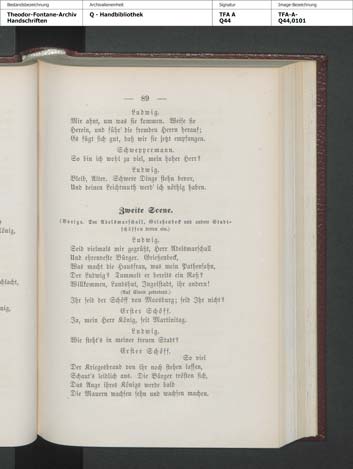 Bestandsbezeichnung
Archivalieneinheit
Signatur
Image-Bezeichnung
Theodor-Fontane-Archiv
Handschriften
Q - Handbibliothek
TFA A
Q44
TFA-A-
Q44,0101
— 89 —
Ludwig.
Mir ahnt, um was sie kommen. Weise sie
Herein, und führ' die fremden Herrn herauf;
Es fügt sich gut, daß wir sie jetzt empfangen.
Schweppermann.
So bin ich wohl zu viel, mein hoher Herr?
Ludwig.
Bleib, Alter. Schwere Dinge stehn bevor,
Und deinen Leichtmuth werd' ich nöthig haben.
Zweite Scene.
(Vorige. Der Adelsmarschall, Griesenbeck und andere Stadt-
schöffen treten ein.)
Ludwig.
Seid vielmals mir gegrüßt, Herr Adelsmarschall
Und ehrenfeste Bürger. Griesenbeck,
Was macht die Hausfrau, was mein Pathensohn,
Der Ludwig? Tummelt er bereits ein Roß?
Willkommen, Landshut, Ingolstadt, ihr andern!
(Auf Einen zutretend.)
Ihr seid der Schöff von Moosburg; seid Ihr nicht?
Erster Schöff.
Ja, mein Herr König, seit Martinitag.
Ludwig.
Wie steht's in meiner treuen Stadt?
Erster Schöff.
So viel
Der Kriegesbrand von ihr noch stehen lassen,
Schaut's leidlich aus. Die Bürger trösten sich,
Das Auge ihres Königs werde bald
Die Mauern wachsen sehn und wachsen machen.